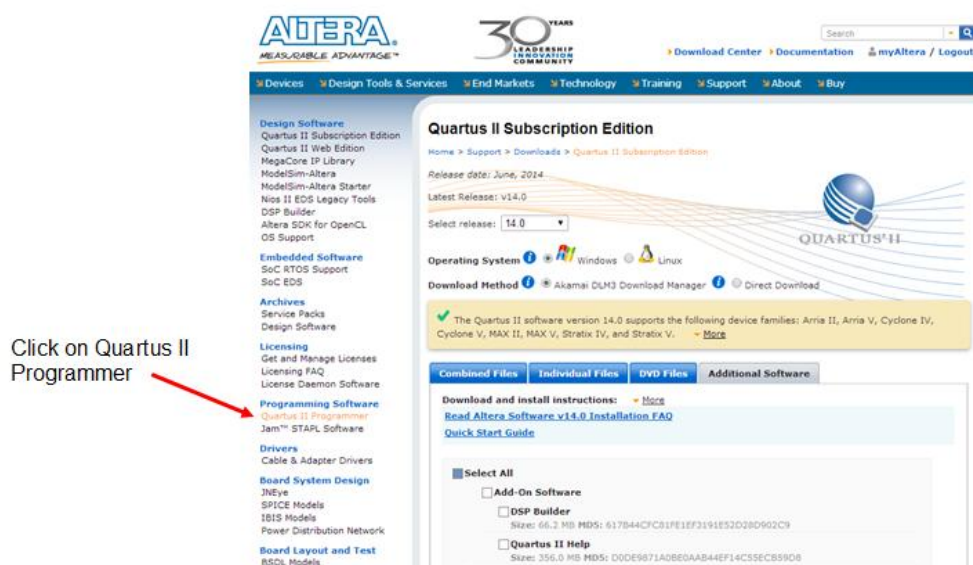 ALTERA.
MEASURABLE ADVANTAGE™
30 YEARS
LEADERSHIP
INNOVATION
COMMUNITY
Search
Download Center Documentation myAltera / Logout
Devices Design Tools & Services End Markets Technology Training Support About Buy
Design Software
Quartus II Subscription Edition
Quartus II Web Edition
MegaCore IP Library
ModelSim-Altera
ModelSim-Altera Starter
Nios II EDS Legacy Tools
DSP Builder
Altera SDK for OpenCL
OS Support
Embedded Software
SoC RTOS Support
SoC EDS
Archives
Service Packs
Design Software
Licensing
Get and Manage Licenses
Licensing FAQ
License Daemon Software
Programming Software
Quartus II Programmer
Jam™ STAPL Software
Drivers
Cable & Adapter Drivers
Board System Design
JNEye
SPICE Models
IBIS Models
Power Distribution Network
Board Layout and Test
BSDL Models
Click on Quartus II
Programmer
Quartus II Subscription Edition
Home > Support > Downloads > Quartus II Subscription Edition
Release date: June, 2014
Latest Release: v14.0
Select release: 14.0
QUARTUS® II
Operating System Windows Linux
Download Method Akamai DLM3 Download Manager Direct Download
The Quartus II software version 14.0 supports the following device families: Arria II, Arria V, Cyclone IV,
Cyclone V, MAX II, MAX V, Stratix IV, and Stratix V. More
Combined Files Individual Files DVD Files Additional Software
Download and install instructions: More
Read Altera Software v14.0 Installation FAQ
Quick Start Guide
Select All
Add-On Software
DSP Builder
Size: 66.2 MB MD5:
Quartus II Help
Size: 356.0 MB MD5: